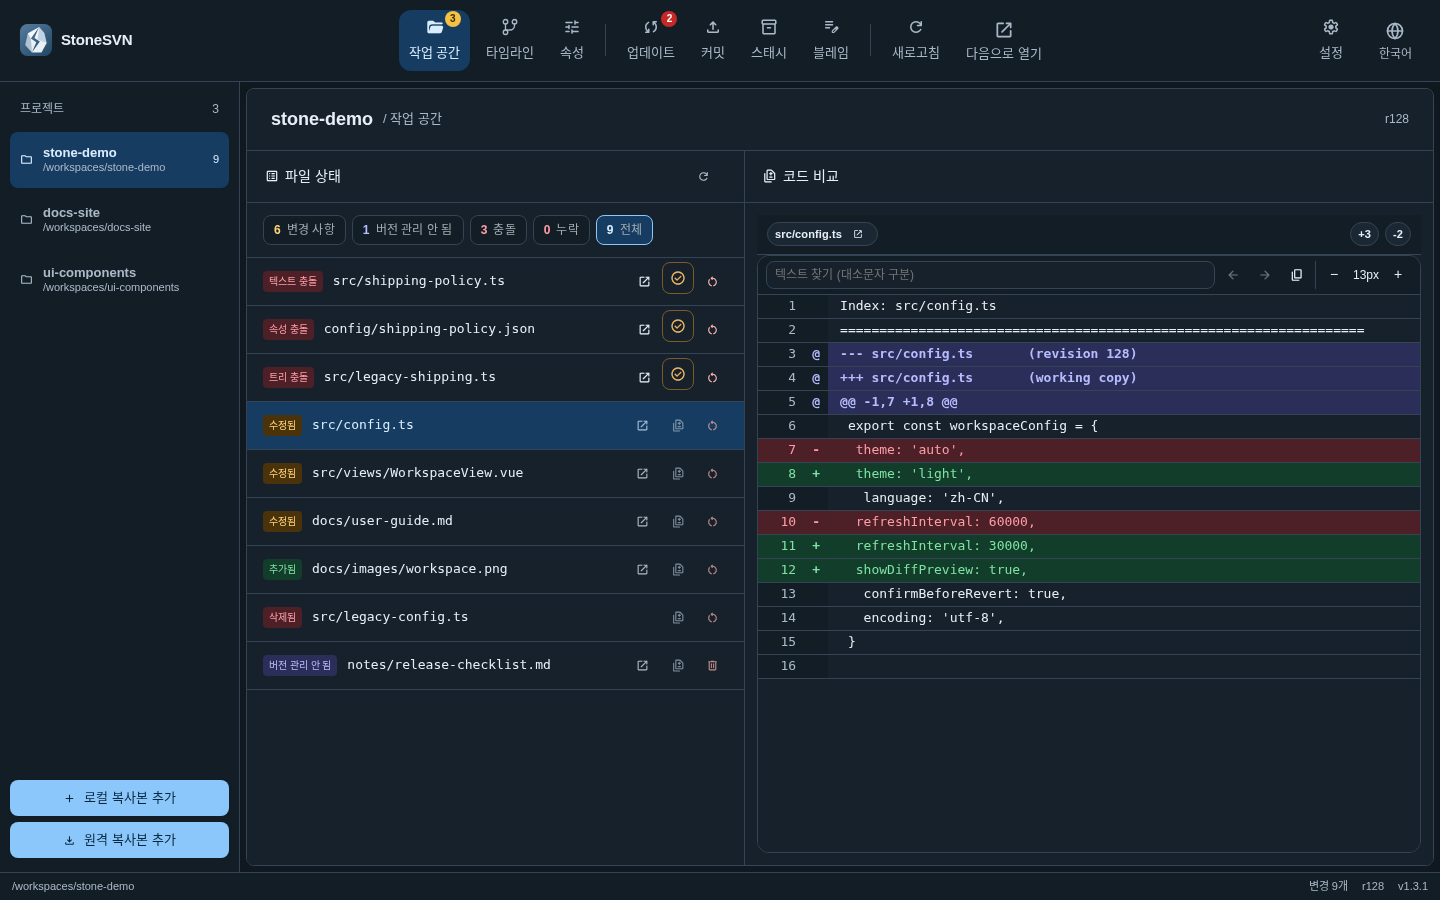 StoneSVN
3
작업 공간
타임라인
속성
2
업데이트
커밋
스태시
블레임
새로고침
다음으로 열기
설정
한국어
프로젝트 3
stone-demo
/workspaces/stone-demo
9
docs-site
/workspaces/docs-site
ui-components
/workspaces/ui-components
로컬 복사본 추가
원격 복사본 추가
stone-demo / 작업 공간 r128
파일 상태
6 변경 사항
1 버전 관리 안 됨
3 충돌
0 누락
9 전체
텍스트 충돌 src/shipping-policy.ts
속성 충돌 config/shipping-policy.json
트리 충돌 src/legacy-shipping.ts
수정됨 src/config.ts
수정됨 src/views/WorkspaceView.vue
수정됨 docs/user-guide.md
추가됨 docs/images/workspace.png
삭제됨 src/legacy-config.ts
버전 관리 안 됨 notes/release-checklist.md
코드 비교
src/config.ts +3 -2
텍스트 찾기 (대소문자 구분) − 13px +
1 Index: src/config.ts
2 ===================================================================
3 @ --- src/config.ts (revision 128)
4 @ +++ src/config.ts (working copy)
5 @ @@ -1,7 +1,8 @@
6 export const workspaceConfig = {
7 - theme: 'auto',
8 + theme: 'light',
9 language: 'zh-CN',
10 - refreshInterval: 60000,
11 + refreshInterval: 30000,
12 + showDiffPreview: true,
13 confirmBeforeRevert: true,
14 encoding: 'utf-8',
15 }
16
/workspaces/stone-demo 변경 9개 r128 v1.3.1